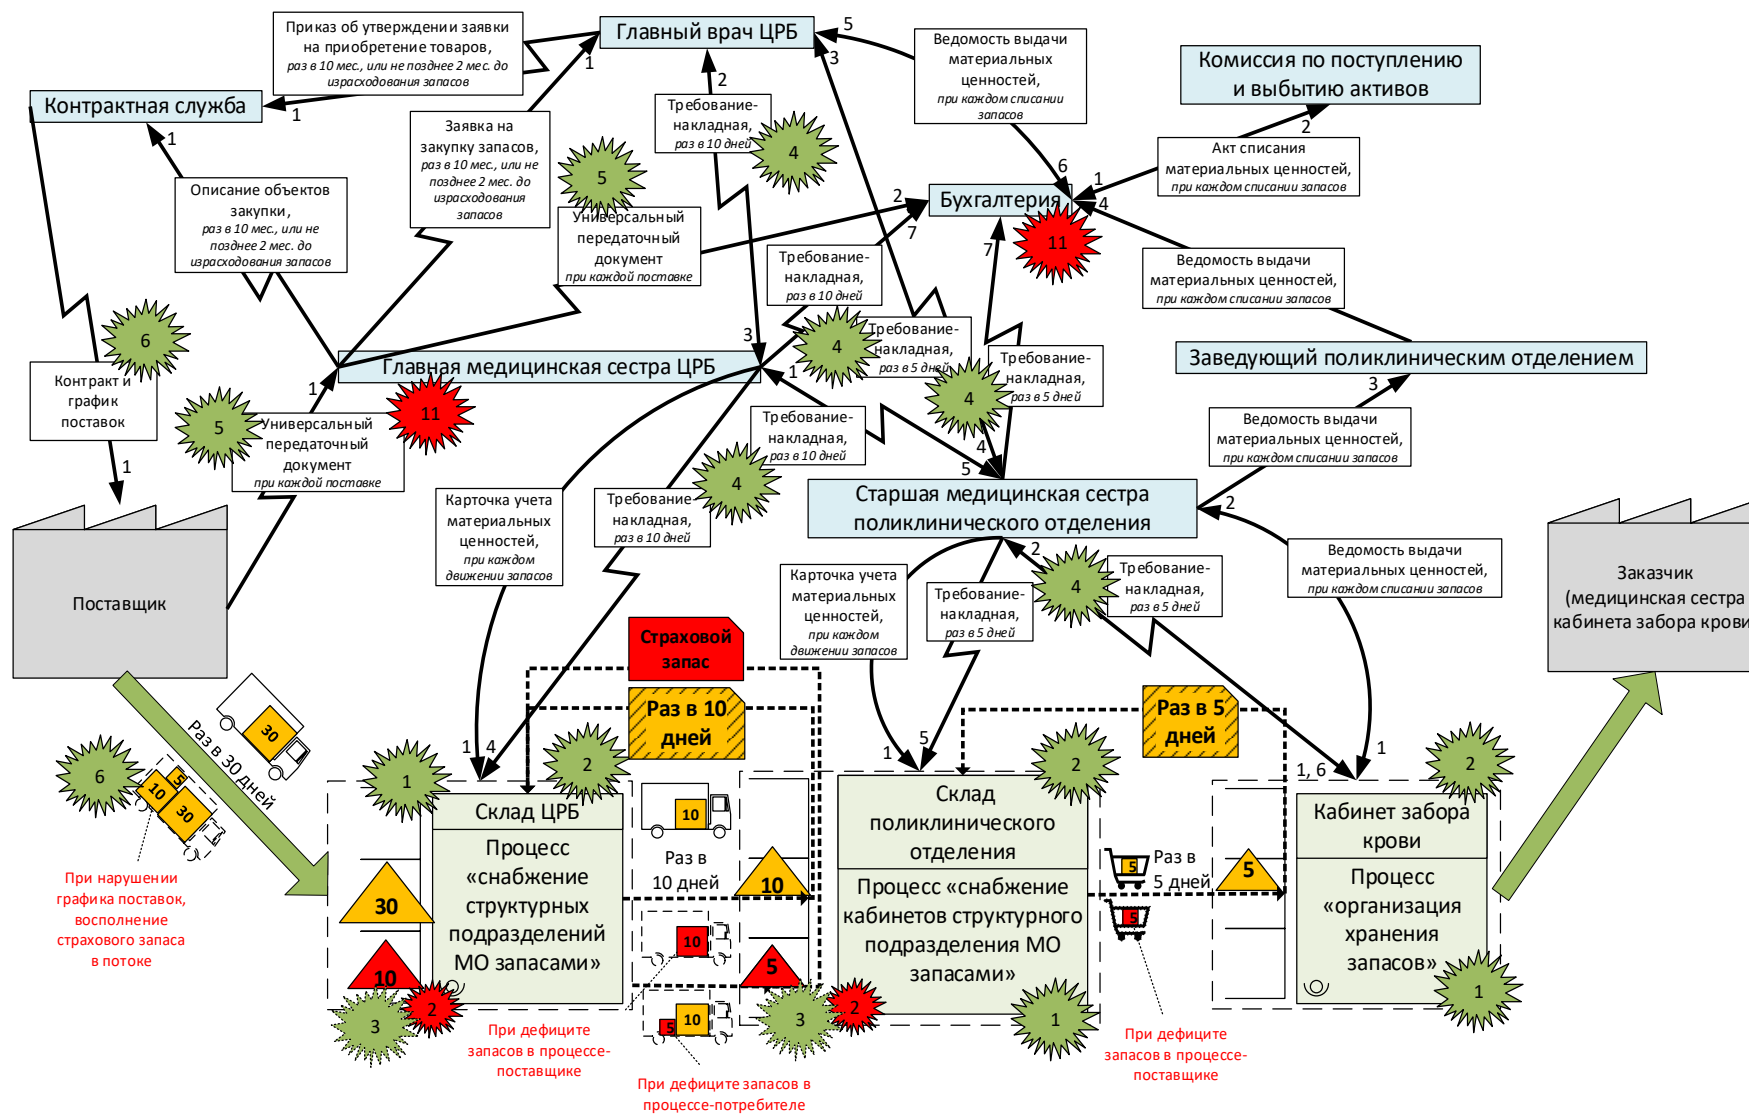 Приказ об утверждении заявки
на приобретение товаров,
раз в 10 мес., или не позднее 2 мес. до
израсходования запасов
Главный врач ЦРБ
1
5
3
2
Ведомость выдачи
материальных
ценностей,
при каждом списании
запасов
Комиссия по поступлению
и выбытию активов
2
Контрактная служба
1
1
Заявка на
закупку запасов,
раз в 10 мес., или не
позднее 2 мес. до
израсходования
запасов
Требование-
накладная,
раз в 10 дней
4
5
Акт списания
материальных ценностей,
при каждом списании запасов
Описание объектов
закупки,
раз в 10 мес., или не
позднее 2 мес. до
израсходования запасов
Универсальный
передаточный
документ
при каждой поставке
2
7
6
1
4
Бухгалтерия
11
7
Требование-
накладная,
раз в 10 дней
Ведомость выдачи
материальных ценностей,
при каждом списании запасов
6
Контракт и
график
поставок
1
Главная медицинская сестра ЦРБ
1
3
1
11
4
Требование-
накладная,
раз в 5 дней
4
Требование-
накладная,
раз в 5 дней
Заведующий поликлиническим отделением
3
5
Универсальный
передаточный
документ
при каждой поставке
Требование-
накладная,
раз в 10 дней
4
5
4
Ведомость выдачи
материальных ценностей,
при каждом списании запасов
Карточка учета
материальных
ценностей,
при каждом
движении запасов
Требование-
накладная,
раз в 10 дней
Старшая медицинская сестра
поликлинического отделения
2
2
Поставщик
Карточка учета
материальных
ценностей,
при каждом
движении запасов
Требование-
накладная,
раз в 5 дней
4
Требование-
накладная,
раз в 5 дней
Ведомость выдачи
материальных ценностей,
при каждом списании запасов
Заказчик
(медицинская сестра
кабинета забора крови
Страховой
запас
Раз в 10
дней
Раз в 5
дней
30
Раз в 30 дней
6
10
5
30
При нарушении
графика поставок,
восполнение
страхового запаса
в потоке
1
4
1
2
Склад ЦРБ
Процесс
«снабжение
структурных
подразделений
МО запасами»
30
10
3
2
10
Раз в
10 дней
10
5
10
При дефиците
запасов в процессе-
поставщике
При дефиците запасов в
процессе-потребителе
10
5
3
2
1
5
2
Склад
поликлинического
отделения
Процесс «снабжение
кабинетов структурного
подразделения МО
запасами»
1
5
Раз в
5 дней
5
При дефиците
запасов в процессе-
поставщике
5
1, 6
1
2
Кабинет забора
крови
Процесс
«организация
хранения
запасов»
1